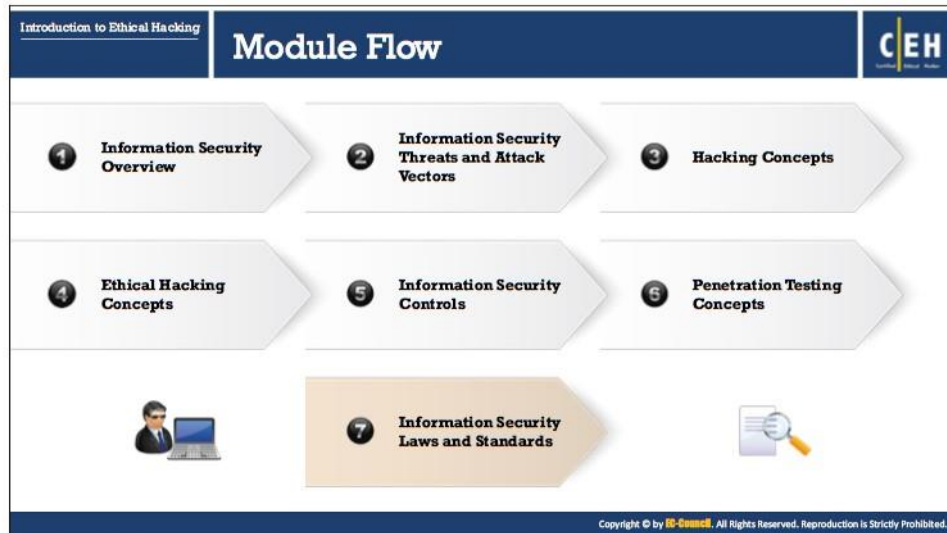 Introduction to Ethical Hacking
Module Flow
C|EH
1
Information Security
Overview
2
Information Security
Threats and Attack
Vectors
3
Hacking Concepts
4
Ethical Hacking
Concepts
5
Information Security
Controls
6
Penetration Testing
Concepts
7
Information Security
Laws and Standards
Copyright © by EC-Council. All Rights Reserved. Reproduction is Strictly Prohibited.